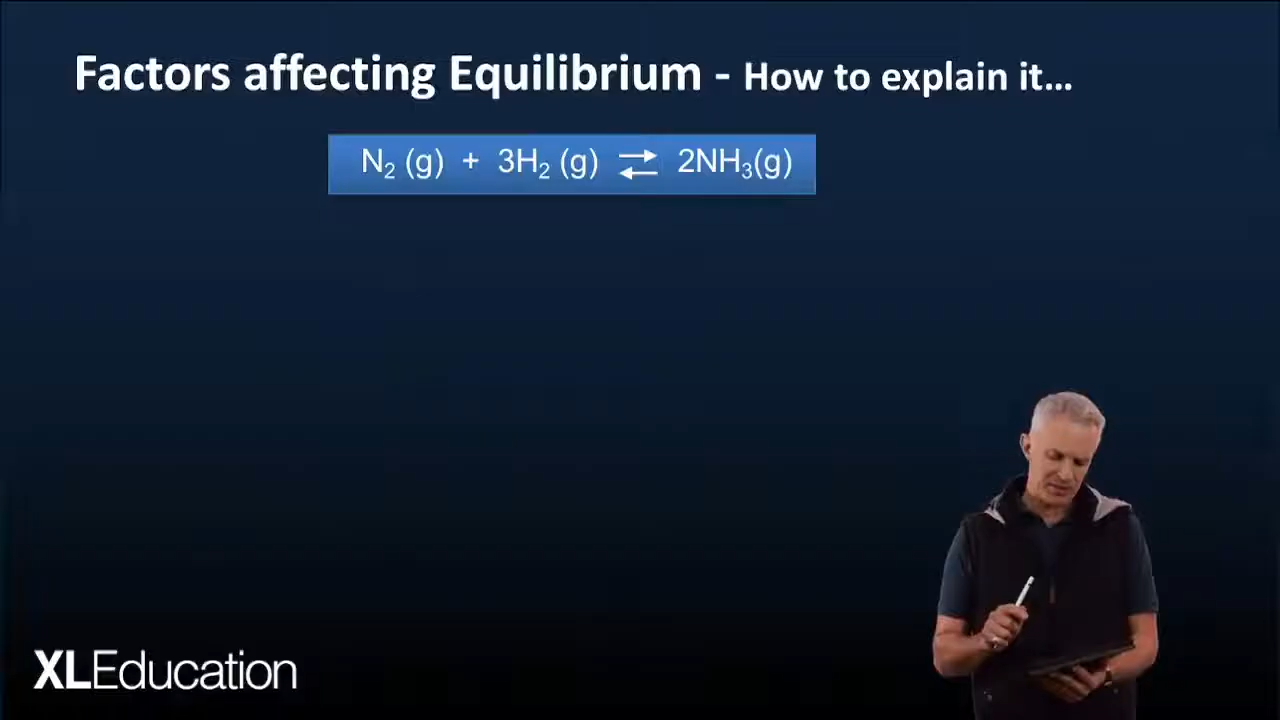 Factors affecting Equilibrium - How to explain it...
N₂ (g) + 3H₂ (g) ⇌ 2NH₃(g)
XLEducation